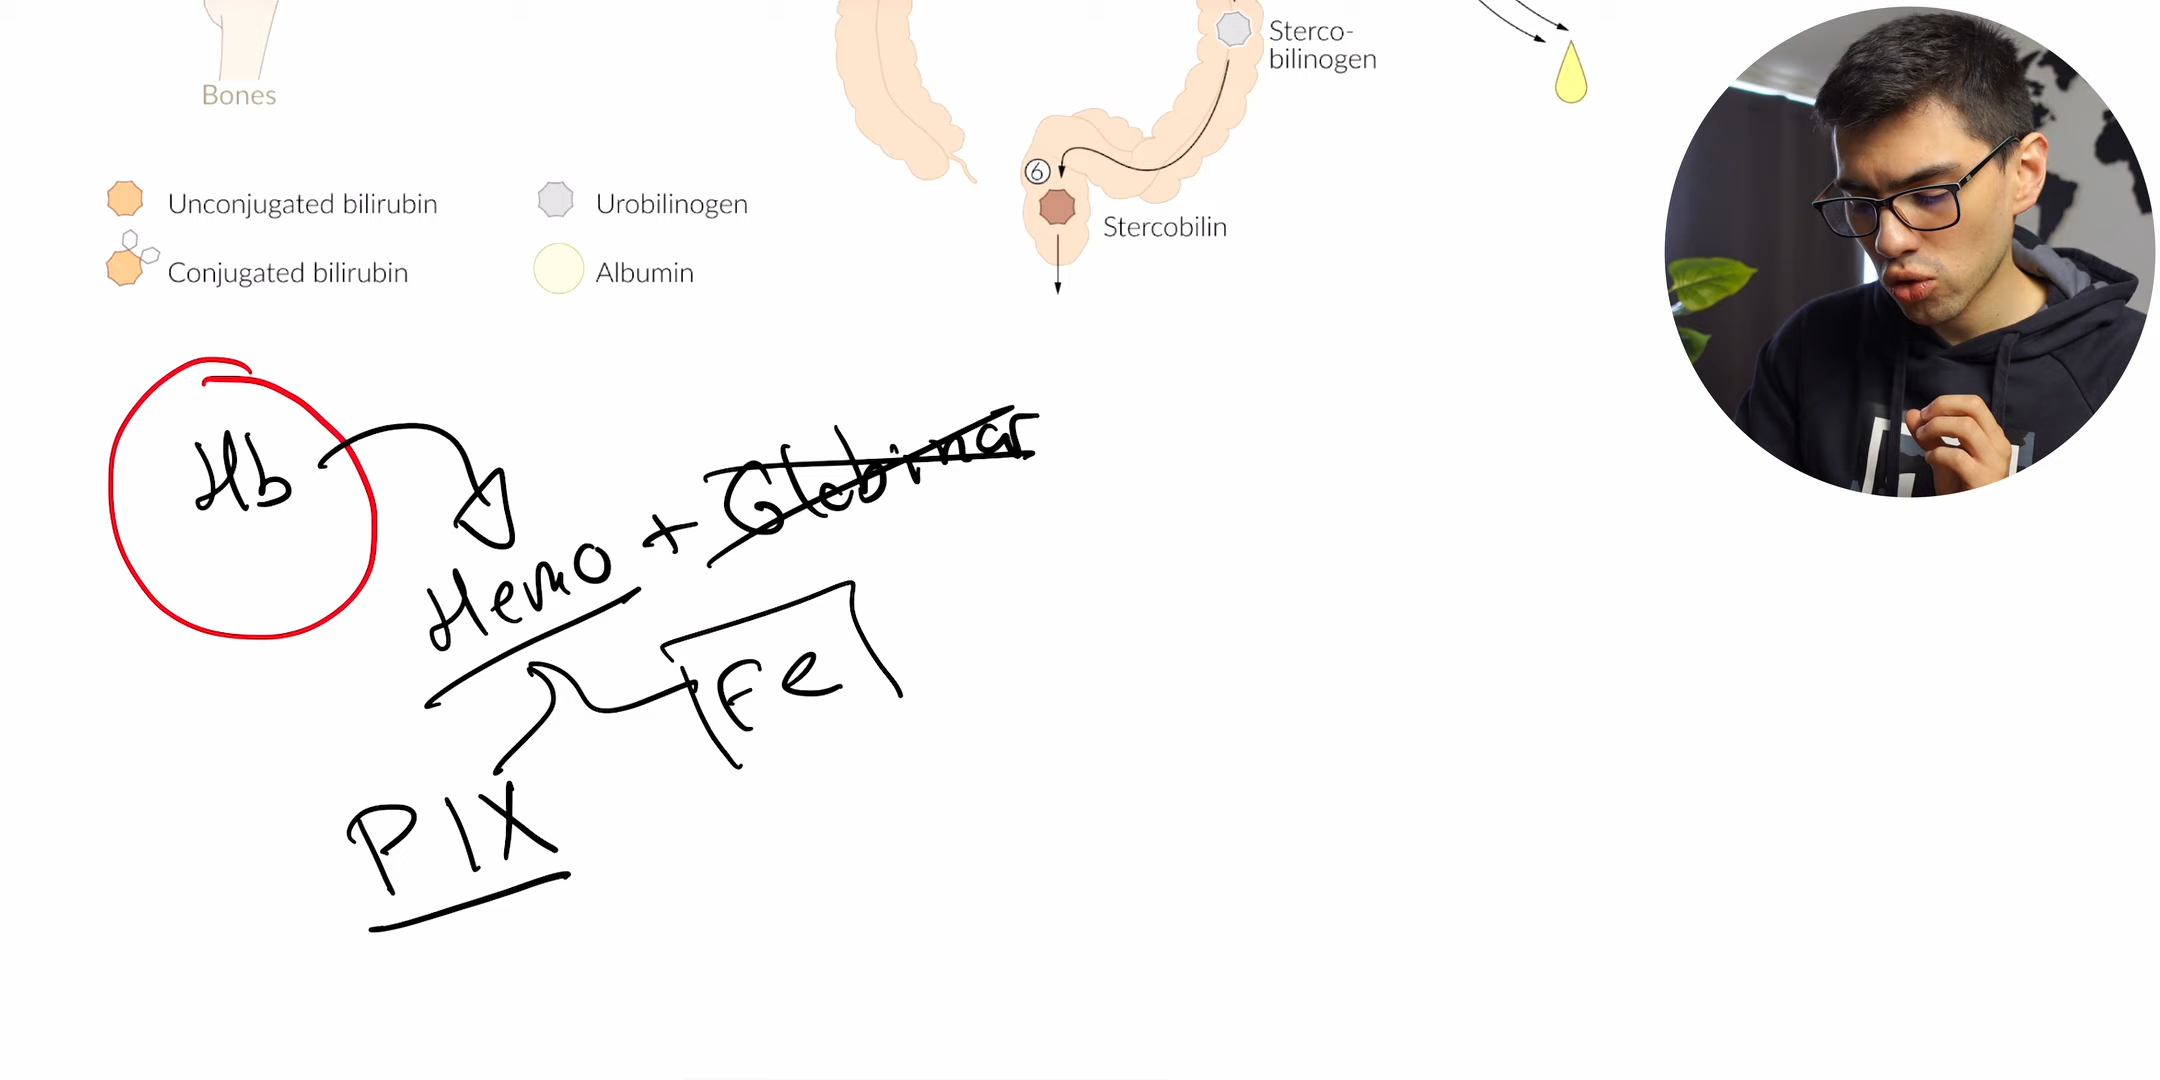 Bones
Sterco-
bilinogen
6
Stercobilin
Unconjugated bilirubin
Urobilinogen
Conjugated bilirubin
Albumin
Hb
Hemo + Globinar
Fe
PIX